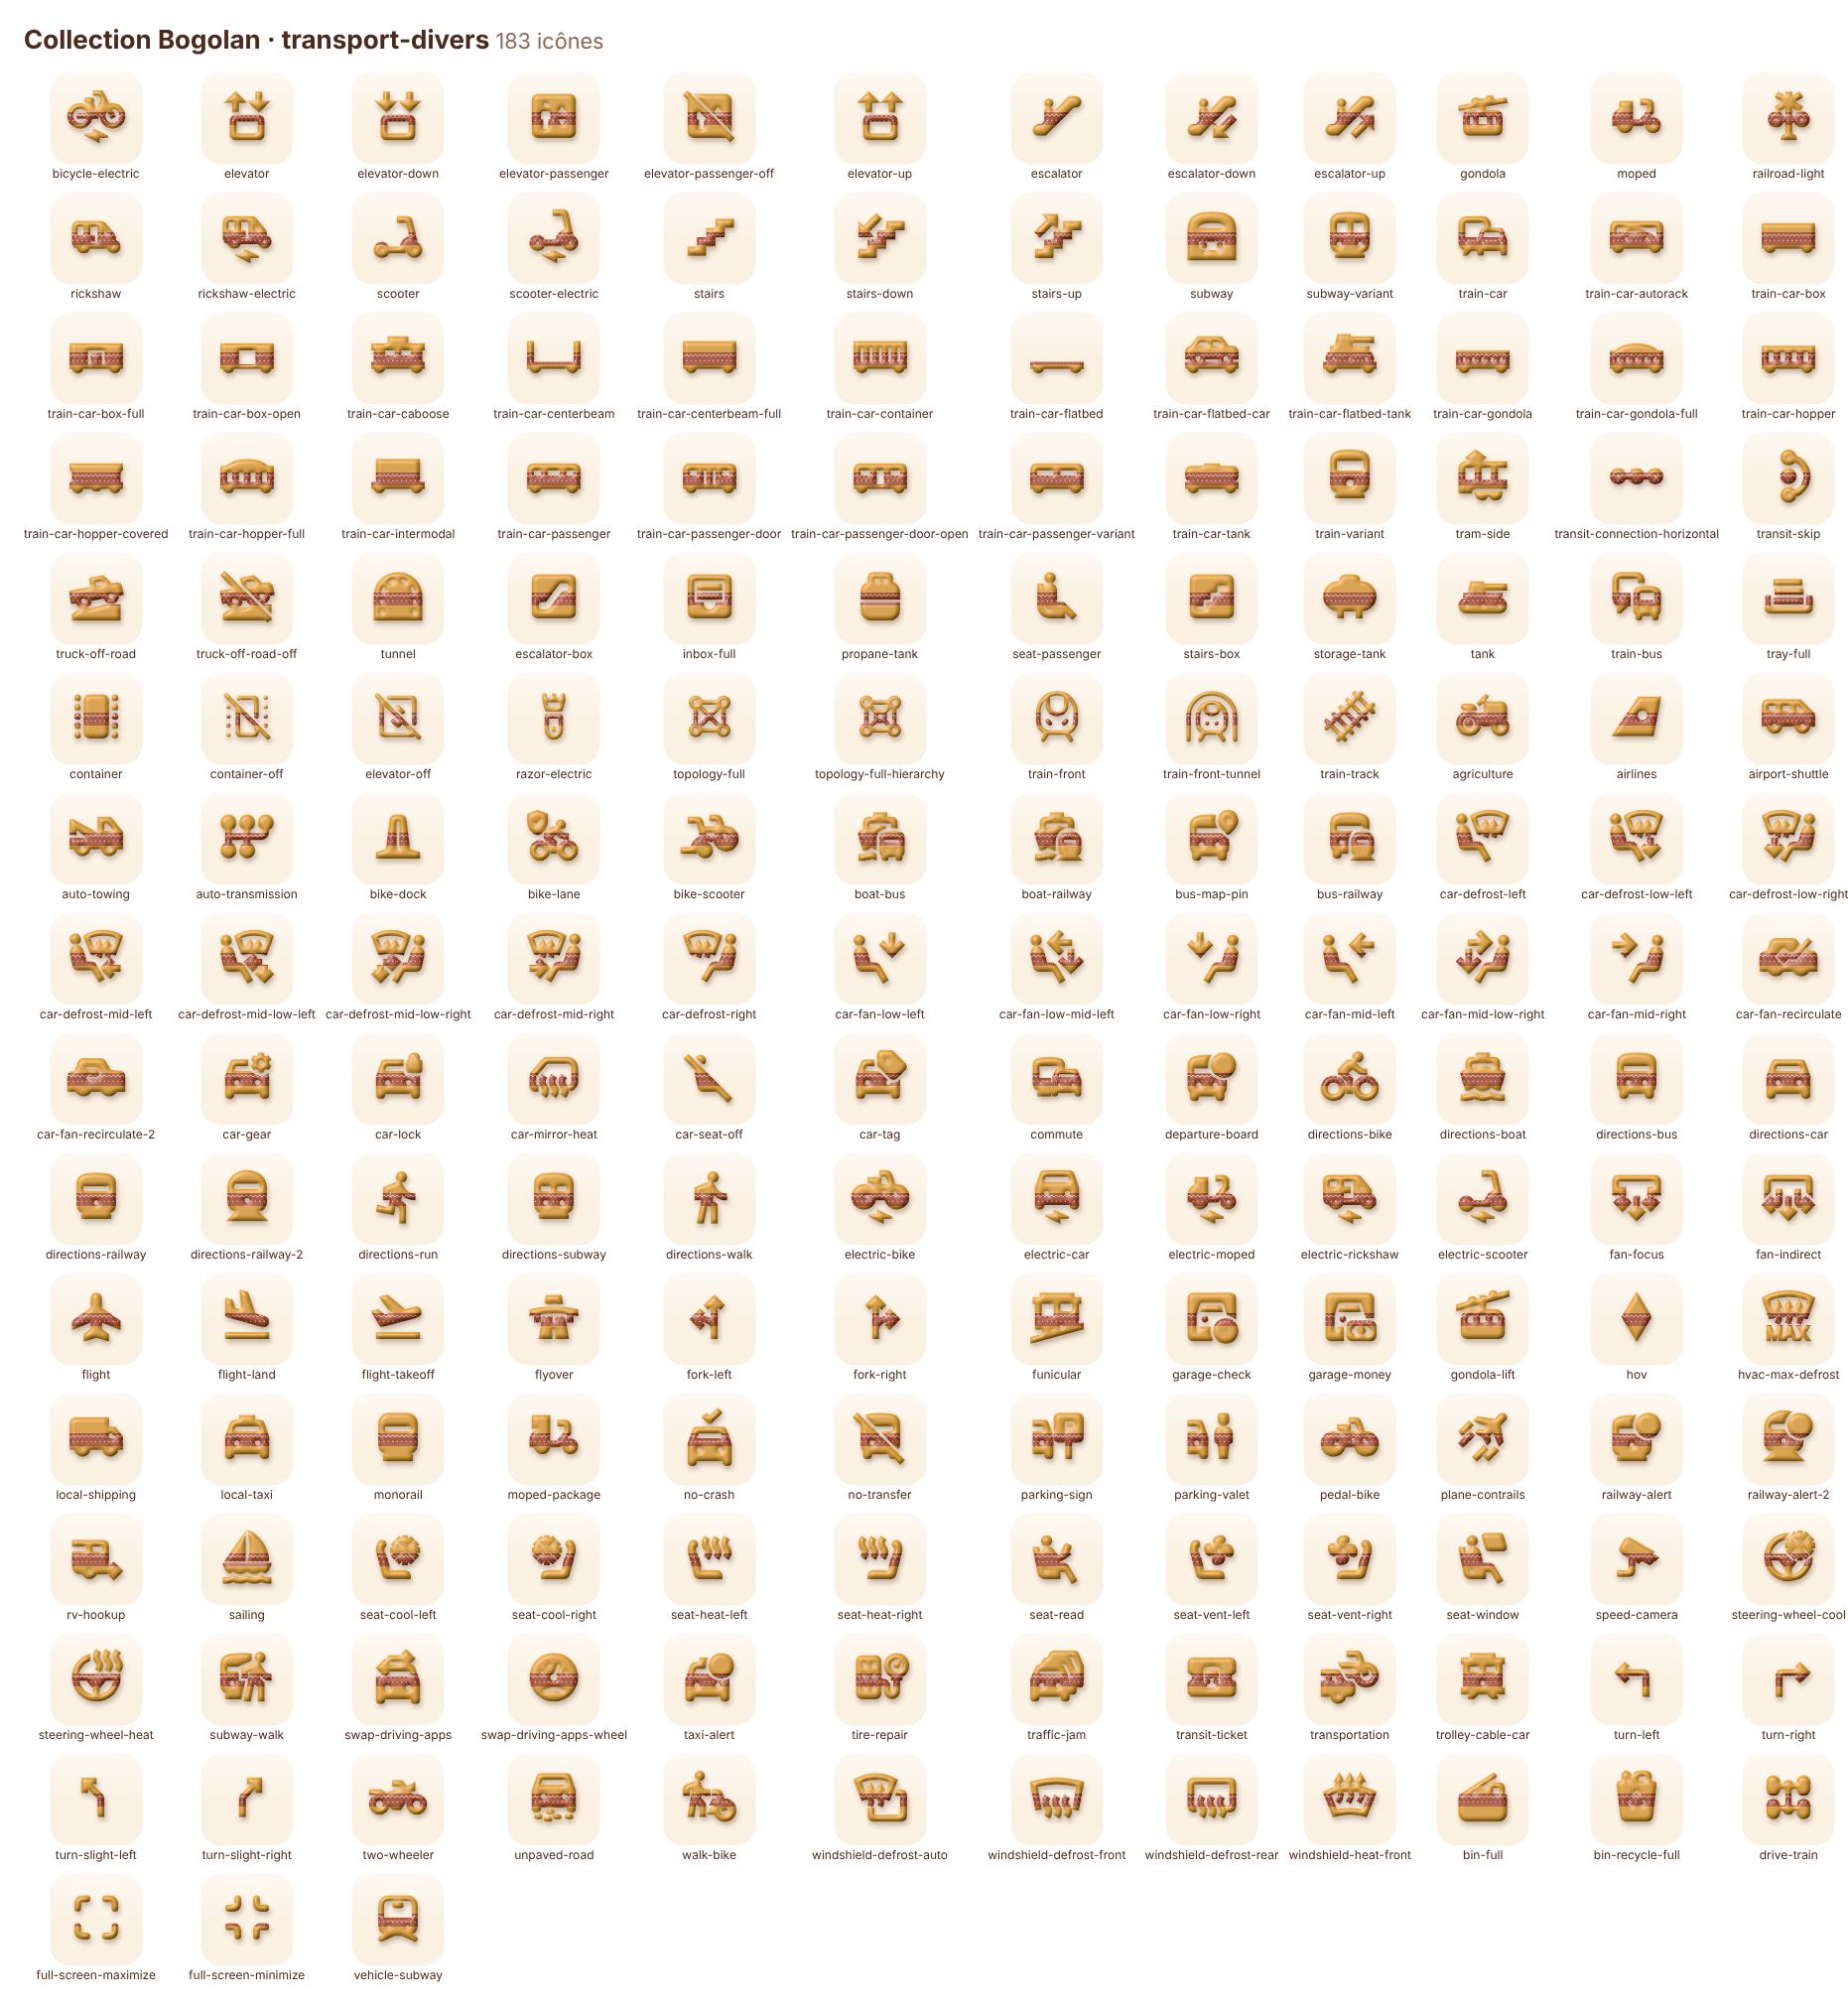 Collection Bogolan · transport-divers 183 icônes
bicycle-electric elevator elevator-down elevator-passenger elevator-passenger-off elevator-up escalator escalator-down escalator-up gondola moped railroad-light
rickshaw rickshaw-electric scooter scooter-electric stairs stairs-down stairs-up subway subway-variant train-car train-car-autorack train-car-box
train-car-box-full train-car-box-open train-car-caboose train-car-centerbeam train-car-centerbeam-full train-car-container train-car-flatbed train-car-flatbed-car train-car-flatbed-tank train-car-gondola train-car-gondola-full train-car-hopper
train-car-hopper-covered train-car-hopper-full train-car-intermodal train-car-passenger train-car-passenger-door train-car-passenger-door-open train-car-passenger-variant train-car-tank train-variant tram-side transit-connection-horizontal transit-skip
truck-off-road truck-off-road-off tunnel escalator-box inbox-full propane-tank seat-passenger stairs-box storage-tank tank train-bus tray-full
container container-off elevator-off razor-electric topology-full topology-full-hierarchy train-front train-front-tunnel train-track agriculture airlines airport-shuttle
auto-towing auto-transmission bike-dock bike-lane bike-scooter boat-bus boat-railway bus-map-pin bus-railway car-defrost-left car-defrost-low-left car-defrost-low-right
car-defrost-mid-left car-defrost-mid-low-left car-defrost-mid-low-right car-defrost-mid-right car-defrost-right car-fan-low-left car-fan-low-mid-left car-fan-low-right car-fan-mid-left car-fan-mid-low-right car-fan-mid-right car-fan-recirculate
car-fan-recirculate-2 car-gear car-lock car-mirror-heat car-seat-off car-tag commute departure-board directions-bike directions-boat directions-bus directions-car
directions-railway directions-railway-2 directions-run directions-subway directions-walk electric-bike electric-car electric-moped electric-rickshaw electric-scooter fan-focus fan-indirect
MAX
flight flight-land flight-takeoff flyover fork-left fork-right funicular garage-check garage-money gondola-lift hov hvac-max-defrost
local-shipping local-taxi monorail moped-package no-crash no-transfer parking-sign parking-valet pedal-bike plane-contrails railway-alert railway-alert-2
rv-hookup sailing seat-cool-left seat-cool-right seat-heat-left seat-heat-right seat-read seat-vent-left seat-vent-right seat-window speed-camera steering-wheel-cool
steering-wheel-heat subway-walk swap-driving-apps swap-driving-apps-wheel taxi-alert tire-repair traffic-jam transit-ticket transportation trolley-cable-car turn-left turn-right
turn-slight-left turn-slight-right two-wheeler unpaved-road walk-bike windshield-defrost-auto windshield-defrost-front windshield-defrost-rear windshield-heat-front bin-full bin-recycle-full drive-train
full-screen-maximize full-screen-minimize vehicle-subway